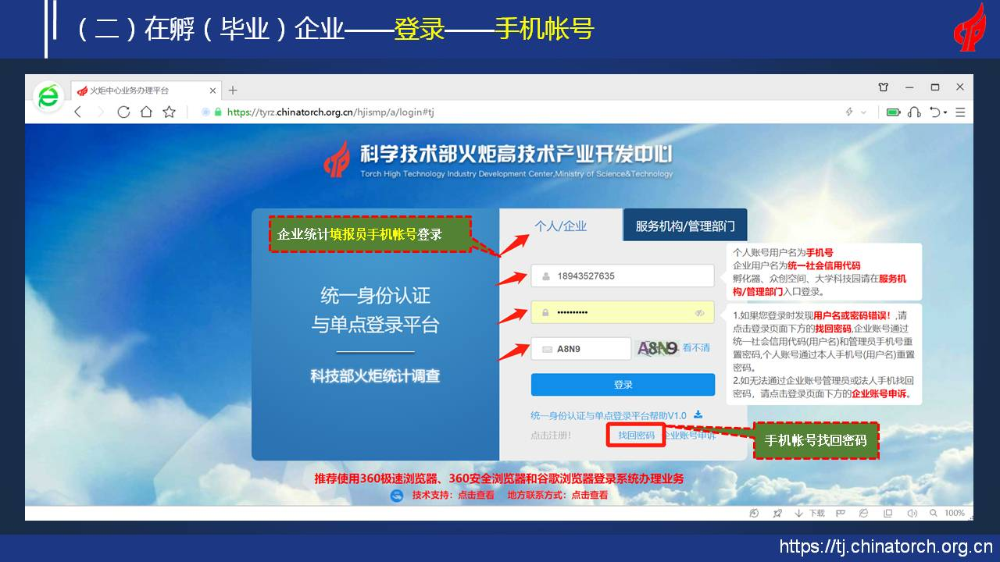 （二）在孵（毕业）企业——登录——手机帐号
火炬中心业务办理平台
https://tyrz.chinatorch.org.cn/hjismp/a/login#tj
科学技术部火炬高技术产业开发中心
Torch High Technology Industry Development Center,Ministry of Science&Technology
企业统计填报员手机帐号登录
个人/企业
服务机构/管理部门
统一身份认证
与单点登录平台
科技部火炬统计调查
18943527635
A8N9
A8N9
看不清
登录
统一身份认证与单点登录平台帮助V1.0
点击注册！
找回密码
企业账号申诉
个人账号用户名为手机号
企业用户名为统一社会信用代码
孵化器、众创空间、大学科技园请在服务机
构/管理部门入口登录。
1.如果您登录时发现用户名或密码错误！,请
点击登录页面下方的找回密码,企业账号通过
统一社会信用代码(用户名)和管理员手机号重
置密码,个人账号通过本人手机号(用户名)重置
密码。
2.如无法通过企业账号管理员或法人手机找回
密码，请点击登录页面下方的企业账号申诉。
手机帐号找回密码
推荐使用360极速浏览器、360安全浏览器和谷歌浏览器登录系统办理业务
技术支持：点击查看 地方联系方式：点击查看
下载
100%
https://tj.chinatorch.org.cn